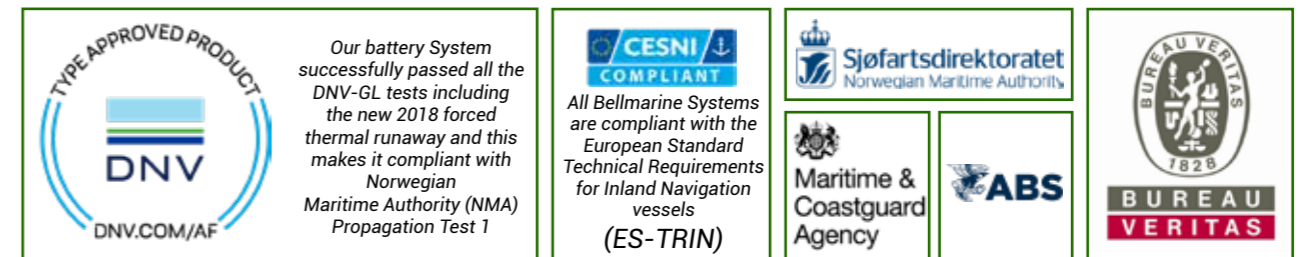 TYPE APPROVED PRODUCT
DNV
DNV.COM/AF
Our battery System
successfully passed all the
DNV-GL tests including
the new 2018 forced
thermal runaway and this
makes it compliant with
Norwegian
Maritime Authority (NMA)
Propagation Test 1
CESNI
COMPLIANT
All Bellmarine Systems
are compliant with the
European Standard
Technical Requirements
for Inland Navigation
vessels
(ES-TRIN)
Sjøfartsdirektoratet
Norwegian Maritime Authority
Maritime &
Coastguard
Agency
ABS
BUREAU VERITAS
1828
BUREAU
VERITAS